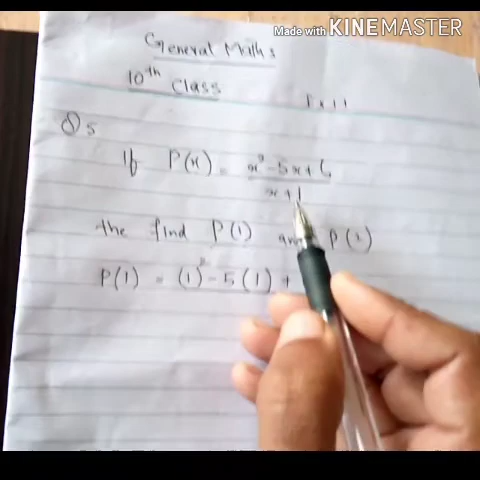 Made with KINEMASTER
General Maths
10th Class
Q5
If P(x) = x² - 5x + 6
x + 1
the find P(1) and P(2)
P(1) = (1)² - 5(1) +